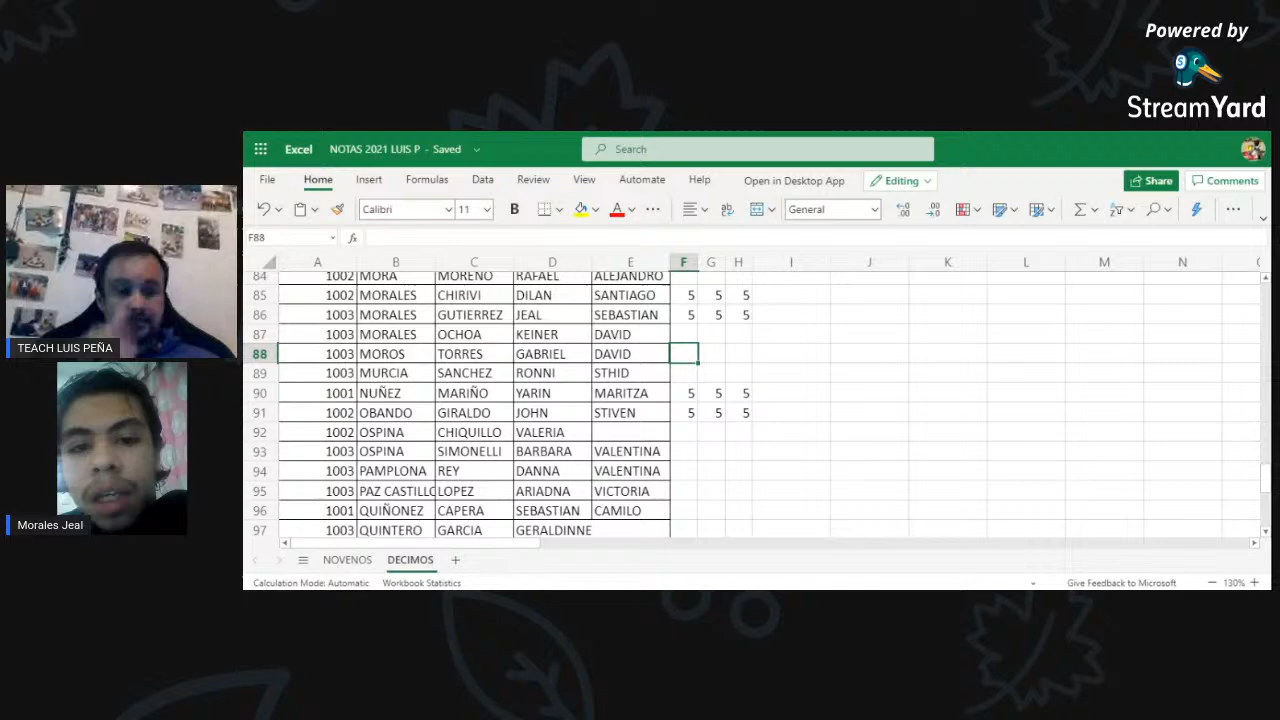 Powered by
StreamYard
Excel NOTAS 2021 LUIS P - Saved Search
File Home Insert Formulas Data Review View Automate Help Open in Desktop App Editing Share Comments
Calibri 11 B A General
F88 fx
A B C D E F G H I J K L M N
84 1002 MORA MORENO RAFAEL ALEJANDRO
85 1002 MORALES CHIRIVI DILAN SANTIAGO 5 5 5
86 1003 MORALES GUTIERREZ JEAL SEBASTIAN 5 5 5
87 1003 MORALES OCHOA KEINER DAVID
88 1003 MOROS TORRES GABRIEL DAVID
89 1003 MURCIA SANCHEZ RONNI STHID
90 1001 NUÑEZ MARIÑO YARIN MARITZA 5 5 5
91 1002 OBANDO GIRALDO JOHN STIVEN 5 5 5
92 1002 OSPINA CHIQUILLO VALERIA
93 1003 OSPINA SIMONELLI BARBARA VALENTINA
94 1003 PAMPLONA REY DANNA VALENTINA
95 1003 PAZ CASTILLO LOPEZ ARIADNA VICTORIA
96 1001 QUIÑONEZ CAPERA SEBASTIAN CAMILO
97 1003 QUINTERO GARCIA GERALDINNE
NOVENOS DECIMOS +
Calculation Mode: Automatic Workbook Statistics Give Feedback to Microsoft 130%
TEACH LUIS PEÑA
Morales Jeal